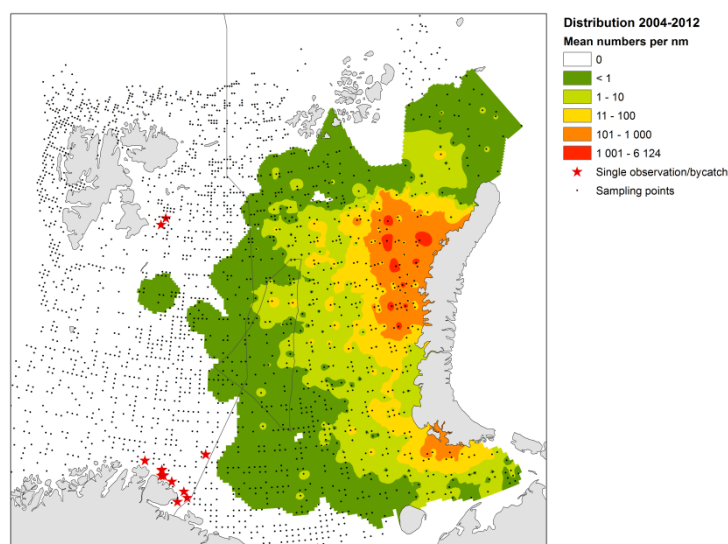 Distribution 2004-2012
Mean numbers per nm
0
< 1
1 - 10
11 - 100
101 - 1 000
1 001 - 6 124
Single observation/bycatch
Sampling points